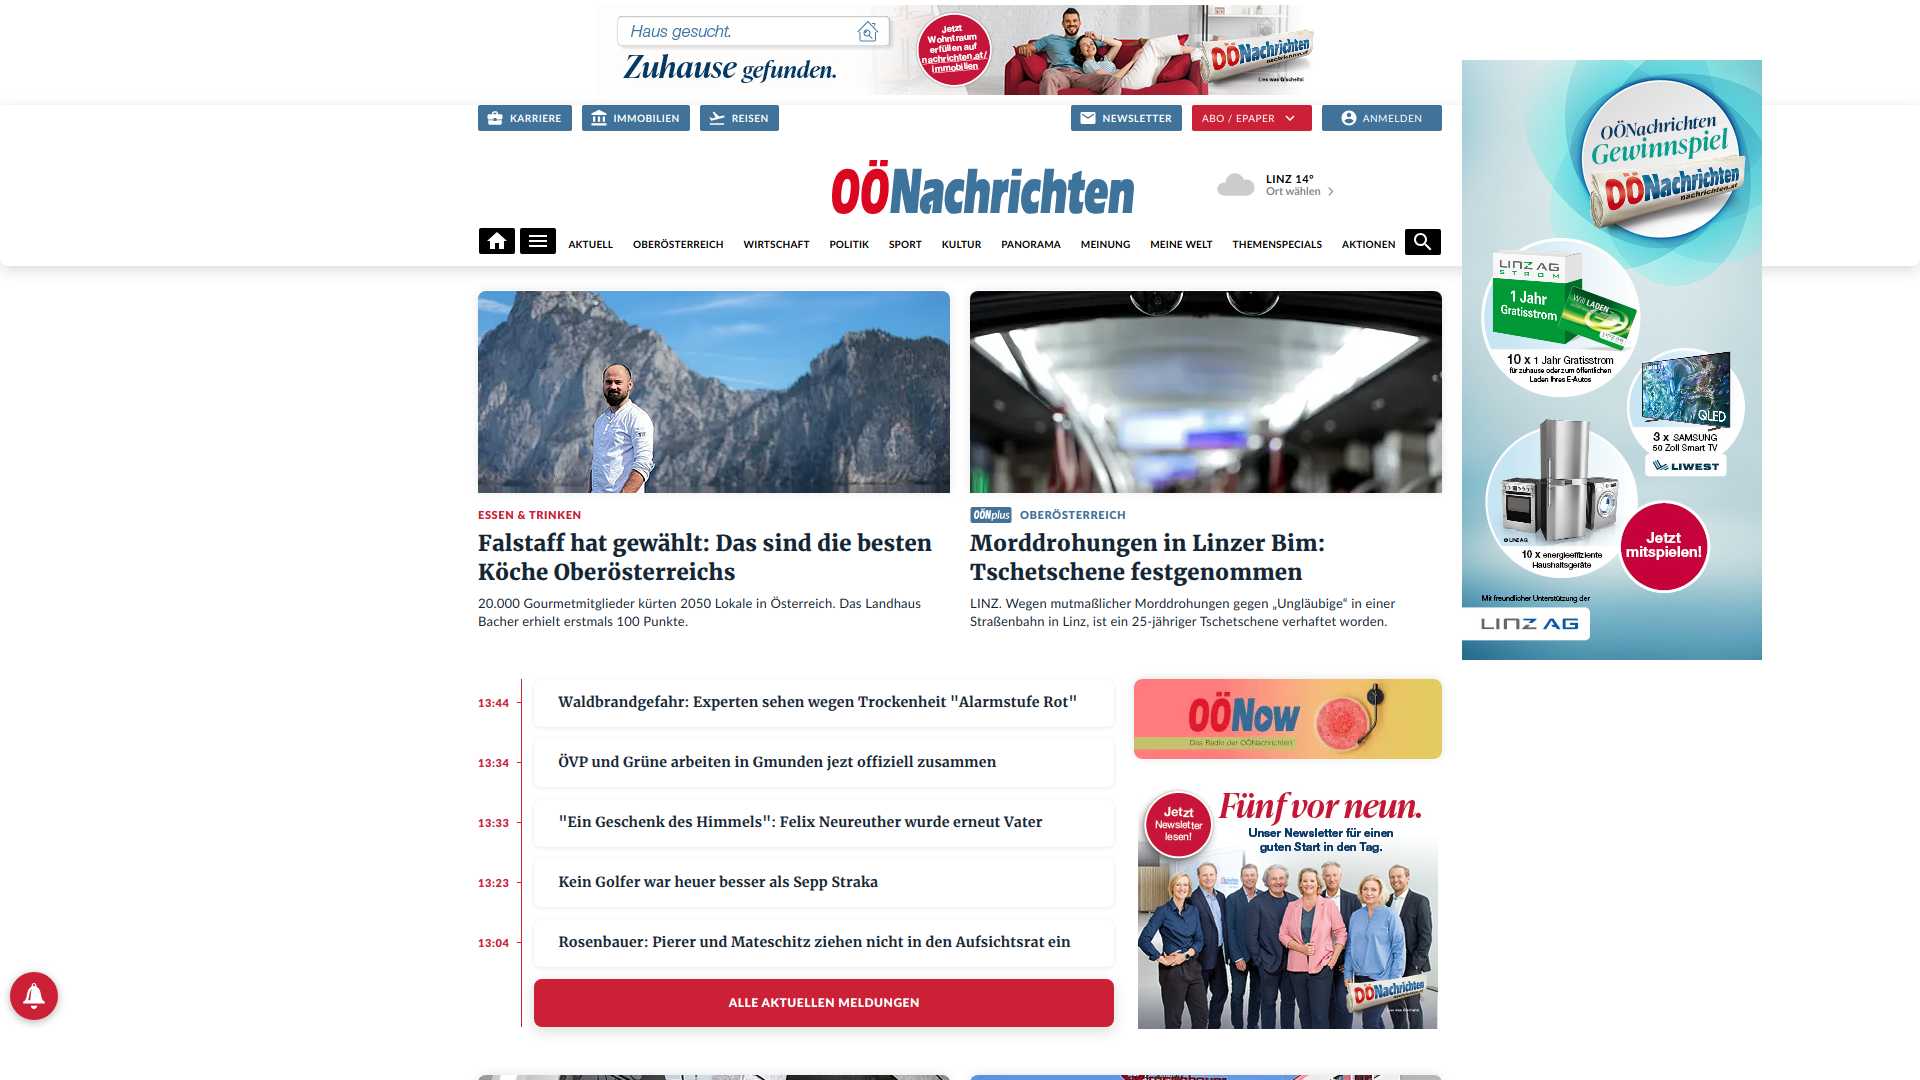 Haus gesucht.
Zuhause gefunden.
Jetzt
Wohntraum
erfüllen auf
nachrichten.at/
immobilien
OÖNachrichten
Lies was Gscheits!
KARRIERE
IMMOBILIEN
REISEN
NEWSLETTER
ABO / EPAPER
ANMELDEN
OÖNachrichten
LINZ 14°
Ort wählen
AKTUELL
OBERÖSTERREICH
WIRTSCHAFT
POLITIK
SPORT
KULTUR
PANORAMA
MEINUNG
MEINE WELT
THEMENSPECIALS
AKTIONEN
OÖNachrichten
Gewinnspiel
OÖNachrichten
nachrichten.at
LINZ AG
STROM
1 Jahr
Gratisstrom
Will LADEN
10 x 1 Jahr Gratisstrom
für zuhause oder zum öffentlichen
Laden Ihres E-Autos
QLED
3 x SAMSUNG
50 Zoll Smart TV
LIWEST
© LINZ AG
10 x energieeffiziente
Haushaltsgeräte
Jetzt
mitspielen!
Mit freundlicher Unterstützung der
LINZ AG
ESSEN & TRINKEN
Falstaff hat gewählt: Das sind die besten
Köche Oberösterreichs
20.000 Gourmetmitglieder kürten 2050 Lokale in Österreich. Das Landhaus
Bacher erhielt erstmals 100 Punkte.
OÖNplus OBERÖSTERREICH
Morddrohungen in Linzer Bim:
Tschetschene festgenommen
LINZ. Wegen mutmaßlicher Morddrohungen gegen „Ungläubige“ in einer
Straßenbahn in Linz, ist ein 25-jähriger Tschetschene verhaftet worden.
13:44 Waldbrandgefahr: Experten sehen wegen Trockenheit "Alarmstufe Rot"
13:34 ÖVP und Grüne arbeiten in Gmunden jezt offiziell zusammen
13:33 "Ein Geschenk des Himmels": Felix Neureuther wurde erneut Vater
13:23 Kein Golfer war heuer besser als Sepp Straka
13:04 Rosenbauer: Pierer und Mateschitz ziehen nicht in den Aufsichtsrat ein
ALLE AKTUELLEN MELDUNGEN
OÖNow
Das Radio der OÖNachrichten
Jetzt
Newsletter
lesen!
Fünf vor neun.
Unser Newsletter für einen
guten Start in den Tag.
OÖNachrichten